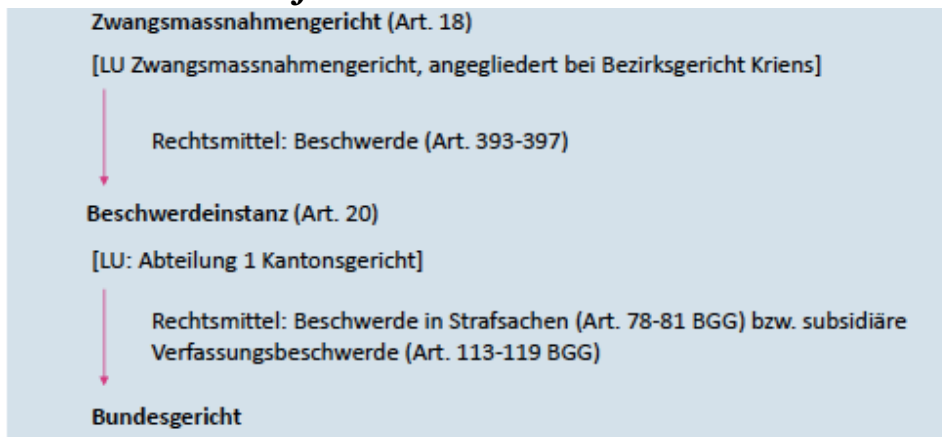 Zwangsmassnahmengericht (Art. 18)
[LU Zwangsmassnahmengericht, angegliedert bei Bezirksgericht Kriens]
Rechtsmittel: Beschwerde (Art. 393-397)
Beschwerdeinstanz (Art. 20)
[LU: Abteilung 1 Kantonsgericht]
Rechtsmittel: Beschwerde in Strafsachen (Art. 78-81 BGG) bzw. subsidiäre
Verfassungsbeschwerde (Art. 113-119 BGG)
Bundesgericht